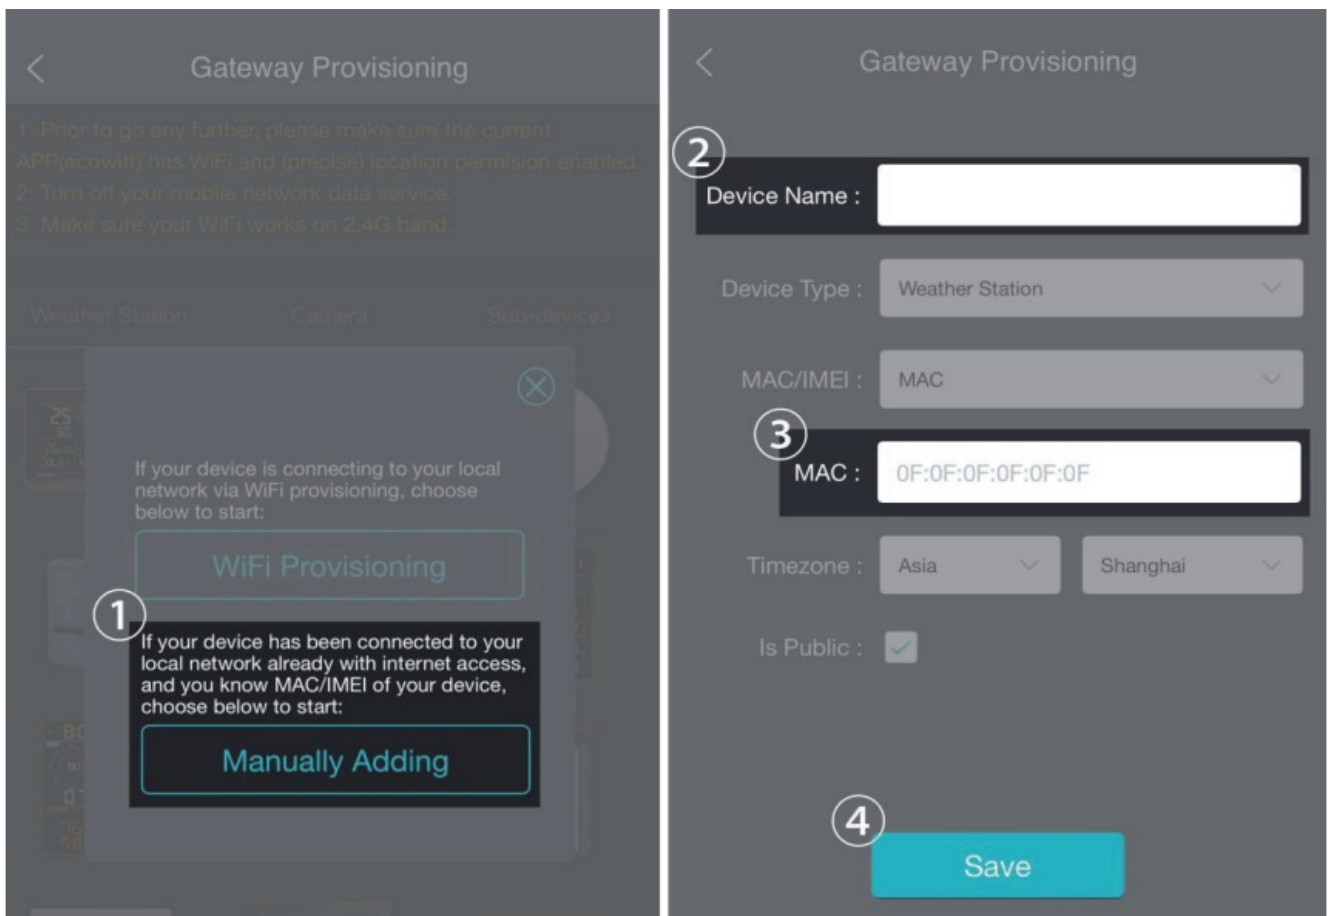 Gateway Provisioning
1. Prior to go any further, please make sure the current
APP(ecowitt) has WiFi and (precise) location permision enabled.
2. Turn off your mobile network data service.
3. Make sure your WiFi works on 2.4G band.
Weather Station
Camera
Sub-devices
If your device is connecting to your local
network via WiFi provisioning, choose
below to start:
WiFi Provisioning
1
If your device has been connected to your
local network already with internet access,
and you know MAC/IMEI of your device,
choose below to start:
Manually Adding
Gateway Provisioning
2
Device Name :
Device Type :
Weather Station
MAC/IMEI :
MAC
3
MAC :
0F:0F:0F:0F:0F:0F
Timezone :
Asia
Shanghai
Is Public :
4
Save